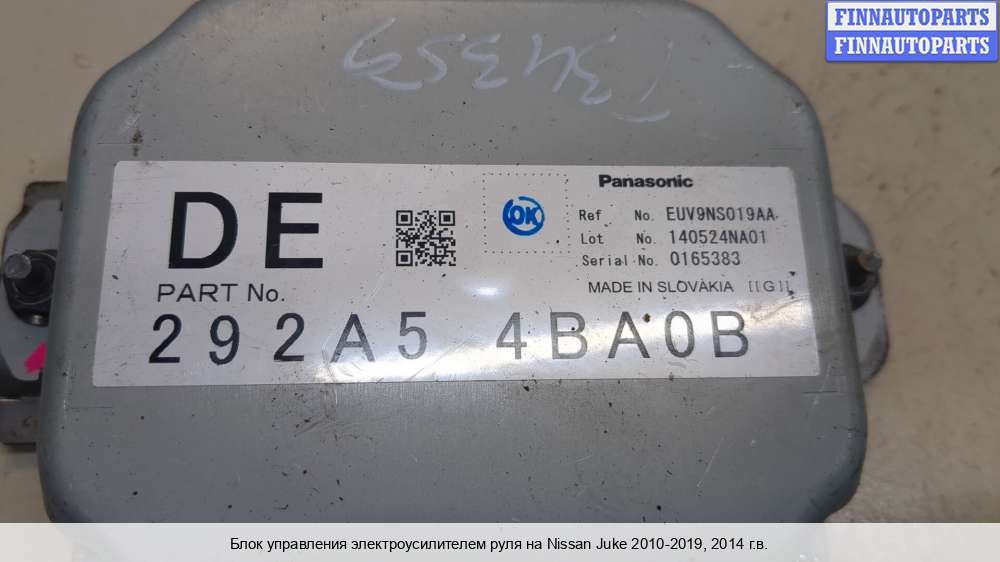 FINNAUTOPARTS
FINNAUTOPARTS
DE
OK
Panasonic
Ref No. EUV9NS019AA
Lot No. 140524NA01
Serial No. 0165383
MADE IN SLOVAKIA [[G]]
PART No.
292A5 4BA0B
Блок управления электроусилителем руля на Nissan Juke 2010-2019, 2014 г.в.